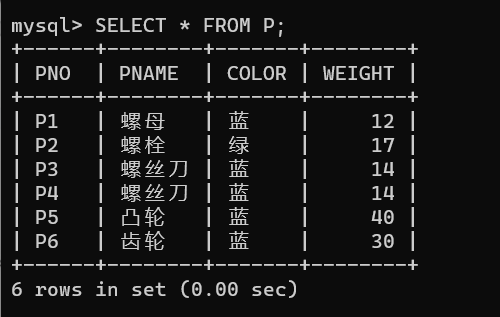 mysql> SELECT * FROM P;
+------+--------+-------+--------+
| PNO  | PNAME  | COLOR | WEIGHT |
+------+--------+-------+--------+
| P1   | 螺母   | 蓝    |     12 |
| P2   | 螺栓   | 绿    |     17 |
| P3   | 螺丝刀 | 蓝    |     14 |
| P4   | 螺丝刀 | 蓝    |     14 |
| P5   | 凸轮   | 蓝    |     40 |
| P6   | 齿轮   | 蓝    |     30 |
+------+--------+-------+--------+
6 rows in set (0.00 sec)